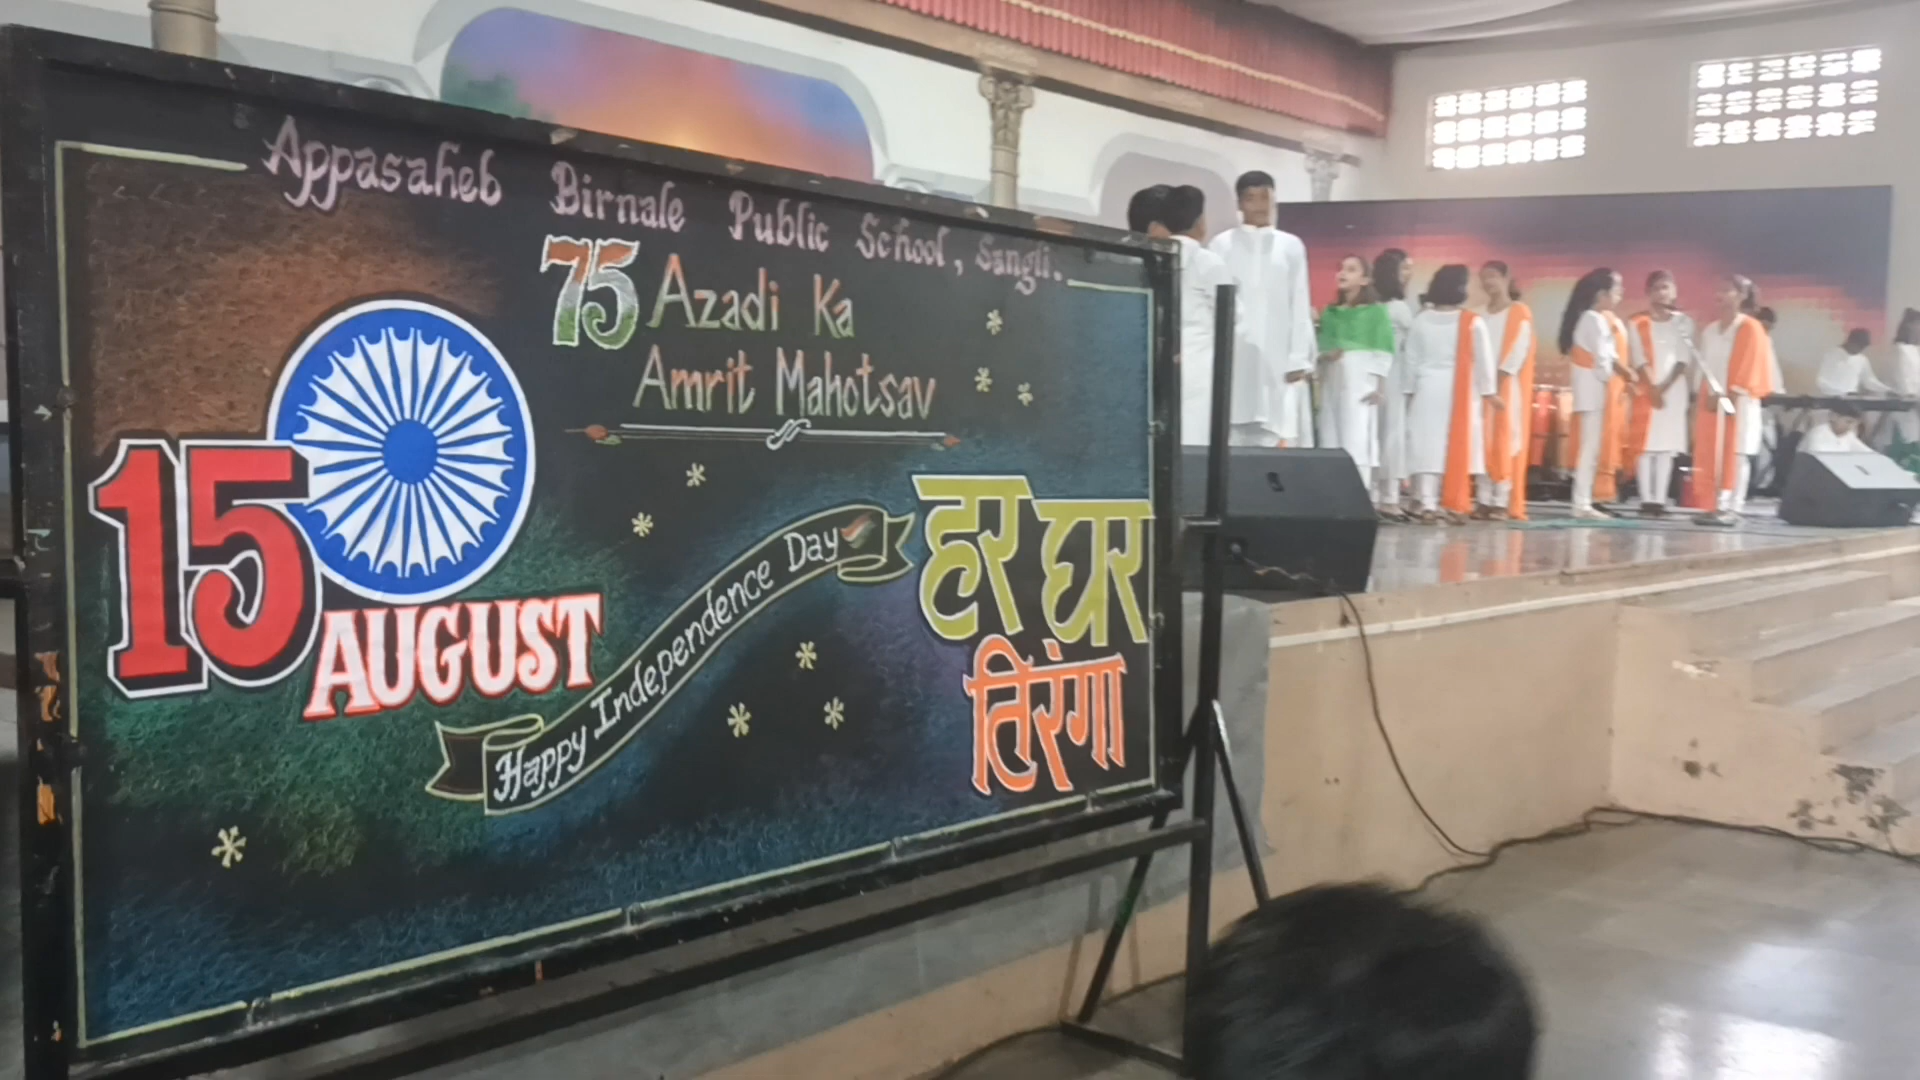 Appasaheb Birnale Public School, Sangli.
75 Azadi Ka
Amrit Mahotsav
15
AUGUST
Happy Independence Day
हर घर
तिरंगा